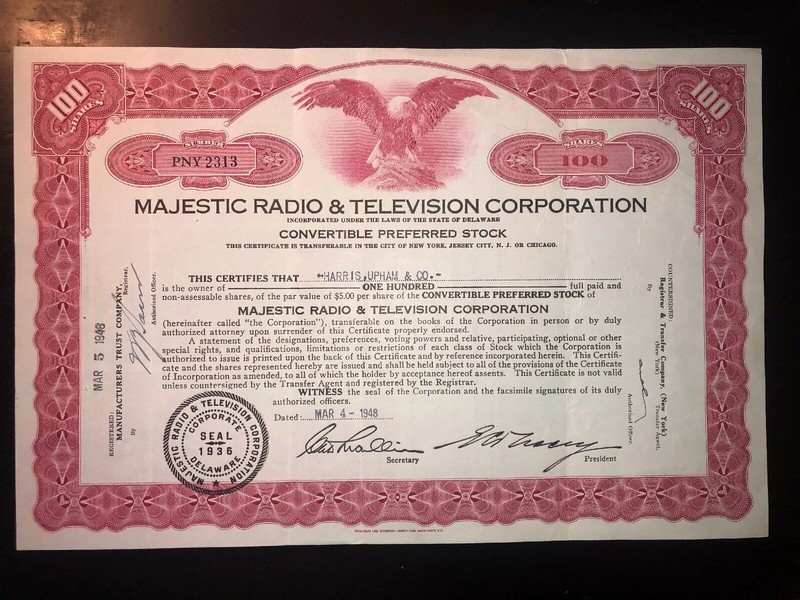 100
SHARES
100
SHARES
NUMBER
PNY 2313
SHARES
100
MAJESTIC RADIO & TELEVISION CORPORATION
INCORPORATED UNDER THE LAWS OF THE STATE OF DELAWARE
CONVERTIBLE PREFERRED STOCK
THIS CERTIFICATE IS TRANSFERABLE IN THE CITY OF NEW YORK, JERSEY CITY, N. J. OR CHICAGO.
THIS CERTIFIES THAT -HARRIS, UPHAM & CO.-
is the owner of ONE HUNDRED full paid and
non-assessable shares, of the par value of $5.00 per share of the CONVERTIBLE PREFERRED STOCK of
MAJESTIC RADIO & TELEVISION CORPORATION
(hereinafter called "the Corporation"), transferable on the books of the Corporation in person or by duly
authorized attorney upon surrender of this Certificate properly endorsed.
A statement of the designations, preferences, voting powers and relative, participating, optional or other
special rights, and qualifications, limitations or restrictions of each class of Stock which the Corporation is
authorized to issue is printed upon the back of this Certificate and by reference incorporated herein. This Certifi-
cate and the shares represented hereby are issued and shall be held subject to all of the provisions of the Certificate
of Incorporation as amended, to all of which the holder by acceptance hereof assents. This Certificate is not valid
unless countersigned by the Transfer Agent and registered by the Registrar.
WITNESS the seal of the Corporation and the facsimile signatures of its duly
authorized officers.
Dated: MAR 4 - 1948
Secretary
President
MAJESTIC RADIO & TELEVISION CORPORATION
CORPORATE
SEAL
1936
DELAWARE
REGISTERED:
MANUFACTURERS TRUST COMPANY,
Registrar,
By
Authorized Officer.
MAR 5 1948
COUNTERSIGNED:
Registrar & Transfer Company, (New York)
(New York)
Transfer Agent,
By
Authorized Officer.